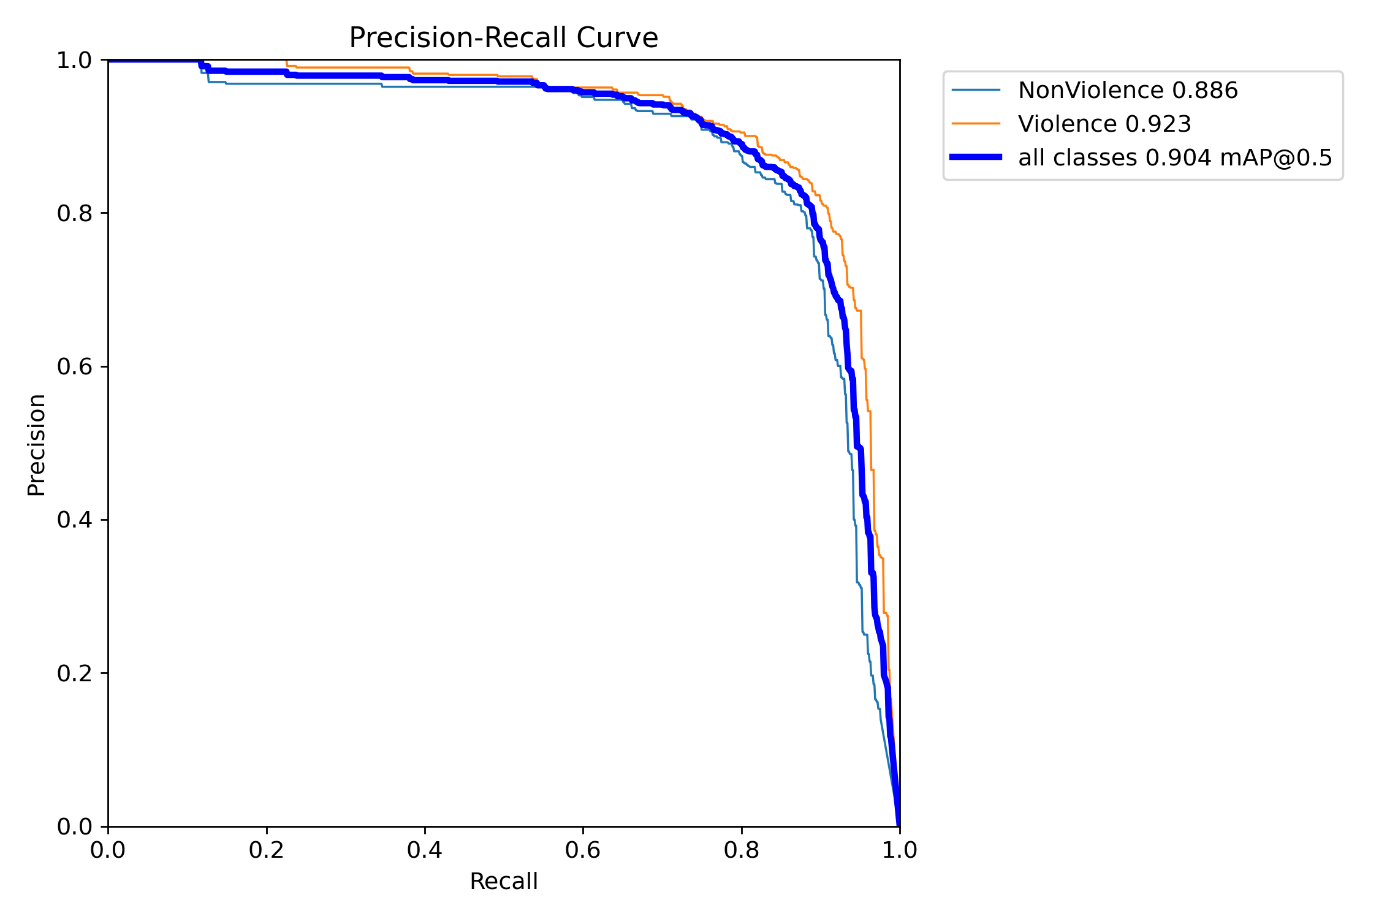 Precision-Recall Curve
1.0
0.8
0.6
0.4
0.2
0.0
Precision
0.0 0.2 0.4 0.6 0.8 1.0
Recall
NonViolence 0.886
Violence 0.923
all classes 0.904 mAP@0.5